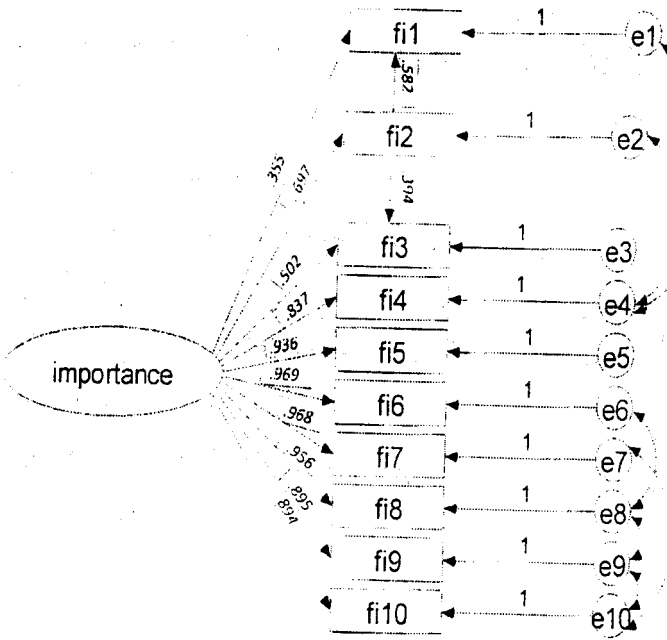 fi1
1
e1
.582
fi2
1
e2
.355
.697
.394
fi3
1
e3
.502
fi4
1
e4
.837
importance
.936
fi5
1
e5
.969
fi6
1
e6
.968
fi7
1
e7
.956
fi8
1
e8
.895
.894
fi9
1
e9
fi10
1
e10